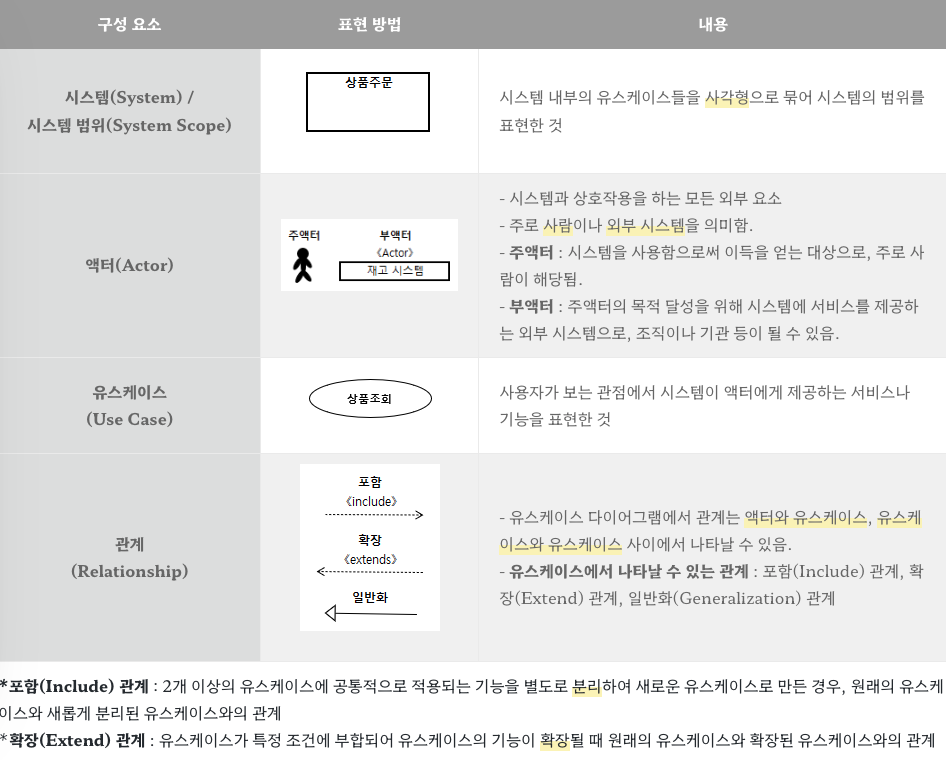 구성 요소 표현 방법 내용
시스템(System) /
시스템 범위(System Scope)
상품주문
시스템 내부의 유스케이스들을 사각형으로 묶어 시스템의 범위를
표현한 것
액터(Actor)
주액터
부액터
《Actor》
재고 시스템
- 시스템과 상호작용을 하는 모든 외부 요소
- 주로 사람이나 외부 시스템을 의미함.
- 주액터 : 시스템을 사용함으로써 이득을 얻는 대상으로, 주로 사
람이 해당됨.
- 부액터 : 주액터의 목적 달성을 위해 시스템에 서비스를 제공하
는 외부 시스템으로, 조직이나 기관 등이 될 수 있음.
유스케이스
(Use Case)
상품조회
사용자가 보는 관점에서 시스템이 액터에게 제공하는 서비스나
기능을 표현한 것
관계
(Relationship)
포함
《include》
확장
《extends》
일반화
- 유스케이스 다이어그램에서 관계는 액터와 유스케이스, 유스케
이스와 유스케이스 사이에서 나타날 수 있음.
- 유스케이스에서 나타날 수 있는 관계 : 포함(Include) 관계, 확
장(Extend) 관계, 일반화(Generalization) 관계
*포함(Include) 관계 : 2개 이상의 유스케이스에 공통적으로 적용되는 기능을 별도로 분리하여 새로운 유스케이스로 만든 경우, 원래의 유스케
이스와 새롭게 분리된 유스케이스와의 관계
*확장(Extend) 관계 : 유스케이스가 특정 조건에 부합되어 유스케이스의 기능이 확장될 때 원래의 유스케이스와 확장된 유스케이스와의 관계